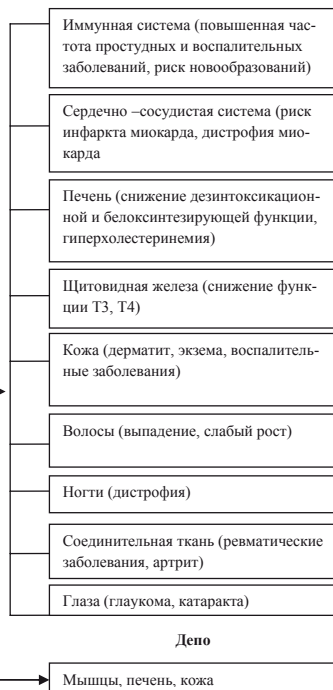 Иммунная система (повышенная час-
тота простудных и воспалительных
заболеваний, риск новообразований)
Сердечно –сосудистая система (риск
инфаркта миокарда, дистрофия мио-
карда
Печень (снижение дезинтоксикацион-
ной и белоксинтезирующей функции,
гиперхолестеринемия)
Щитовидная железа (снижение функ-
ции Т3, Т4)
Кожа (дерматит, экзема, воспалитель-
ные заболевания)
Волосы (выпадение, слабый рост)
Ногти (дистрофия)
Соединительная ткань (ревматические
заболевания, артрит)
Глаза (глаукома, катаракта)
Депо
Мышцы, печень, кожа